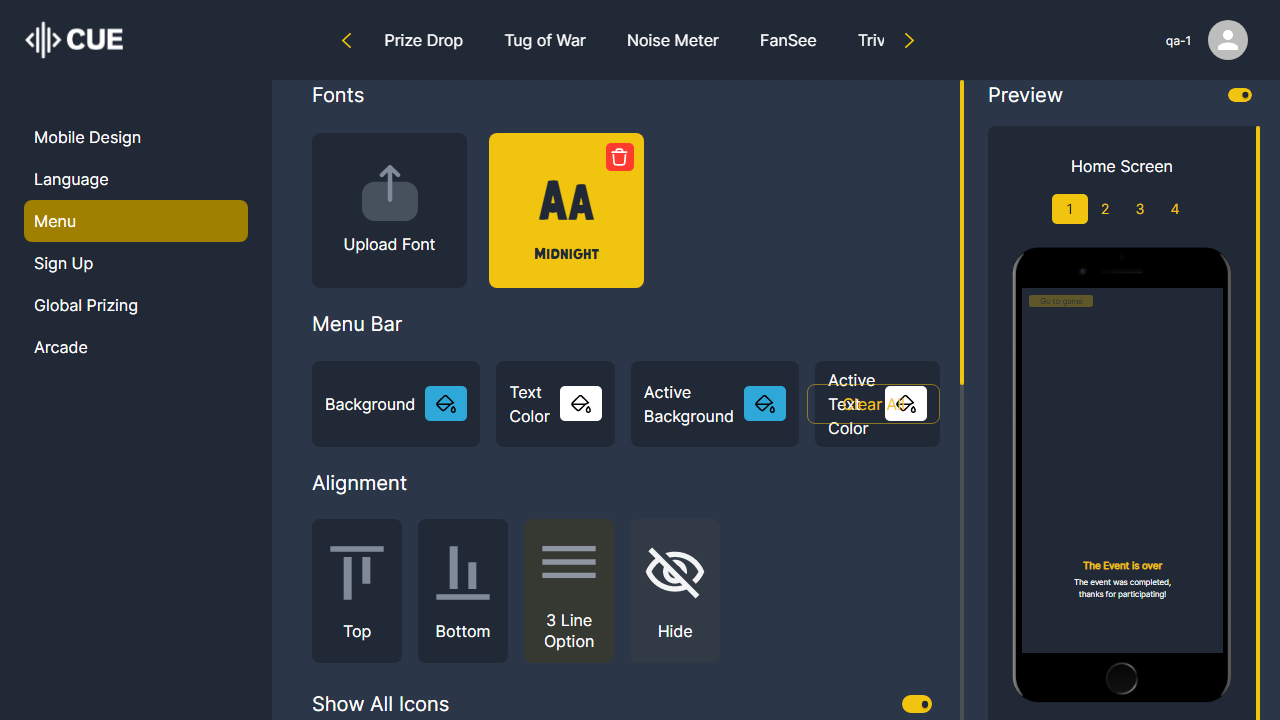 CUE
Prize Drop
Tug of War
Noise Meter
FanSee
Triv
qa-1
Mobile Design
Language
Menu
Sign Up
Global Prizing
Arcade
Fonts
Upload Font
AA
MIDNIGHT
Menu Bar
Background
Text
Color
Active
Background
Active
Text
Color
Clear All
Alignment
Top
Bottom
3 Line
Option
Hide
Show All Icons
Preview
Home Screen
1 2 3 4
Go to game
The Event is over
The event was completed,
thanks for participating!